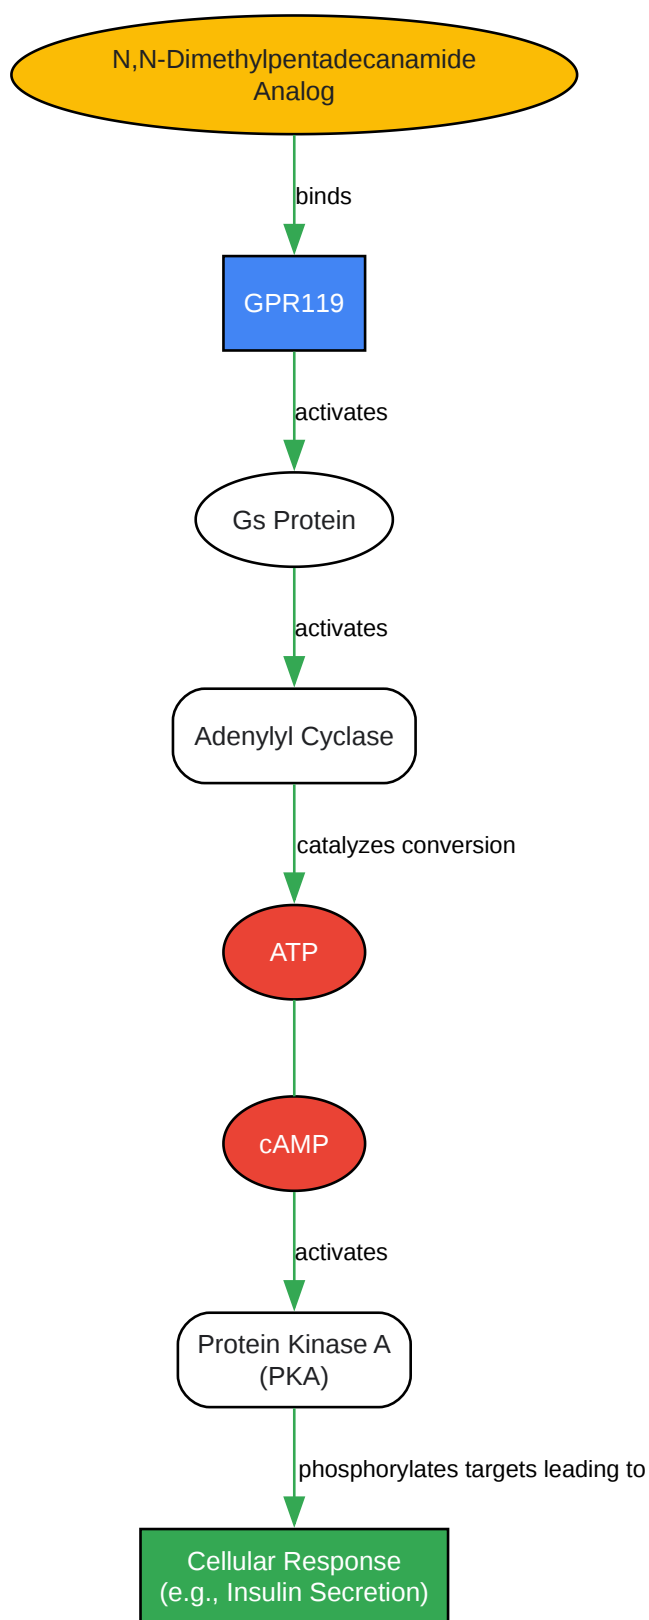 N,N-Dimethylpentadecanamide
Analog
binds
GPR119
activates
Gs Protein
activates
Adenylyl Cyclase
catalyzes conversion
ATP
cAMP
activates
Protein Kinase A
(PKA)
phosphorylates targets leading to
Cellular Response
(e.g., Insulin Secretion)